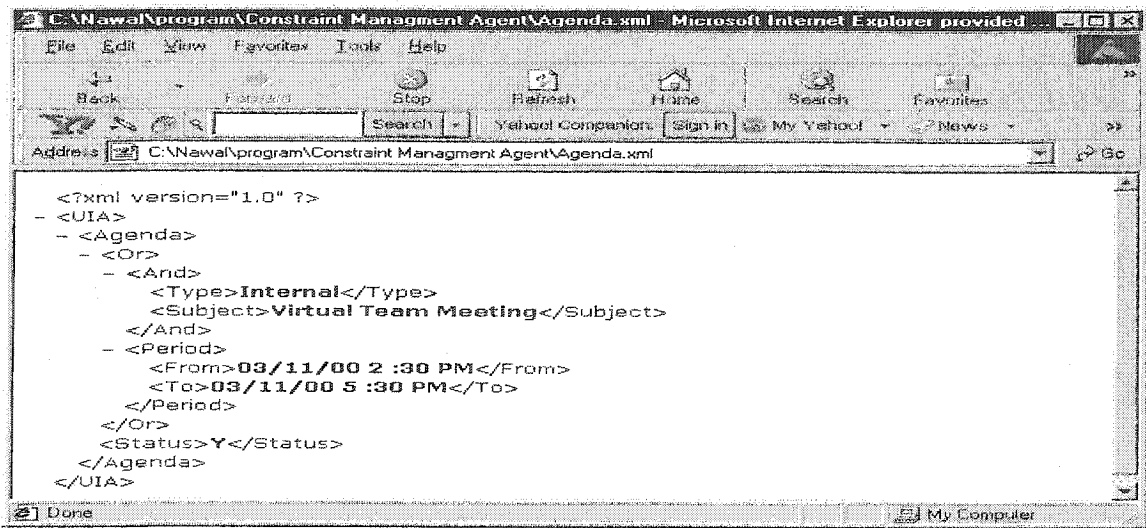 C:\Nawal\program\Constraint Managment Agent\Agenda.xml - Microsoft Internet Explorer provided ...
File Edit View Favorites Tools Help
Back Forward Stop Refresh Home Search Favorites »
Y? Search Yahoo! Companion: Sign in My Yahoo! News »
Address C:\Nawal\program\Constraint Managment Agent\Agenda.xml Go
<?xml version="1.0" ?>
- <UIA>
- <Agenda>
- <Or>
- <And>
<Type>Internal</Type>
<Subject>Virtual Team Meeting</Subject>
</And>
- <Period>
<From>03/11/00 2 :30 PM</From>
<To>03/11/00 5 :30 PM</To>
</Period>
</Or>
<Status>Y</Status>
</Agenda>
</UIA>
Done My Computer